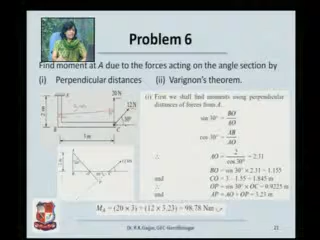 Problem 6
Find moment at A due to the forces acting on the angle section by
(i) Perpendicular distances (ii) Varignon's theorem.
20 N
12 N
30°
B
C
3 m
(i) First we shall find moments using perpendicular
distances of forces from A.
sin 30° = BO / AO
cos 30° = AB / AO
∴ AO = 2 / cos30° = 2.31
BO = sin 30° × 2.31 = 1.155
and CO = 3 – 1.155 = 1.845 m
∴ OP = sin 30° × OC = 0.9225 m
and AP = AO + OP = 3.23 m
M_A = (20 × 3) + (12 × 3.23) = 98.78 Nm
Dr. R.R.Gajjar, GEC-Gandhinagar
21